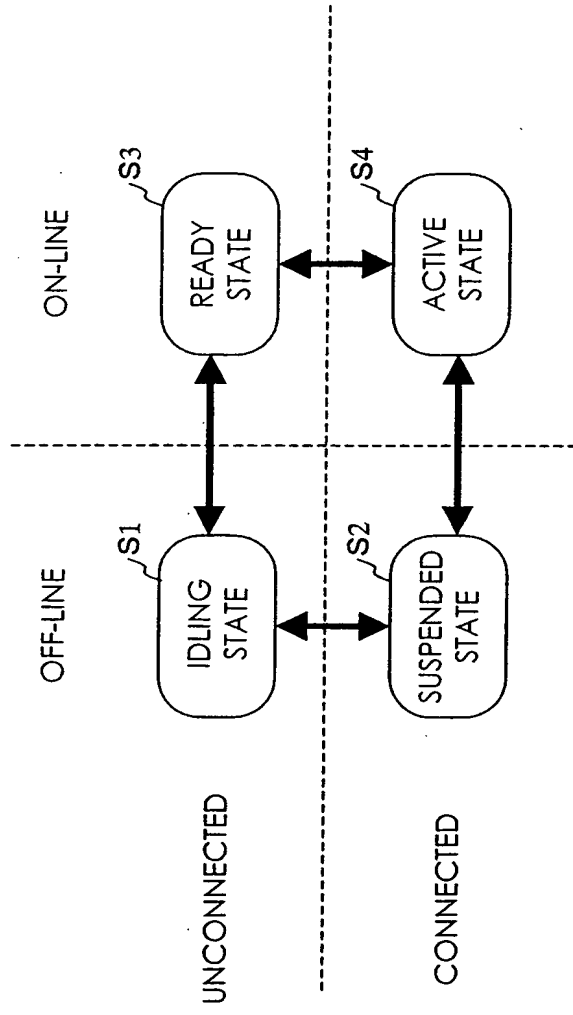 OFF-LINE
ON-LINE
UNCONNECTED
S1
IDLING
STATE
S3
READY
STATE
CONNECTED
S2
SUSPENDED
STATE
S4
ACTIVE
STATE